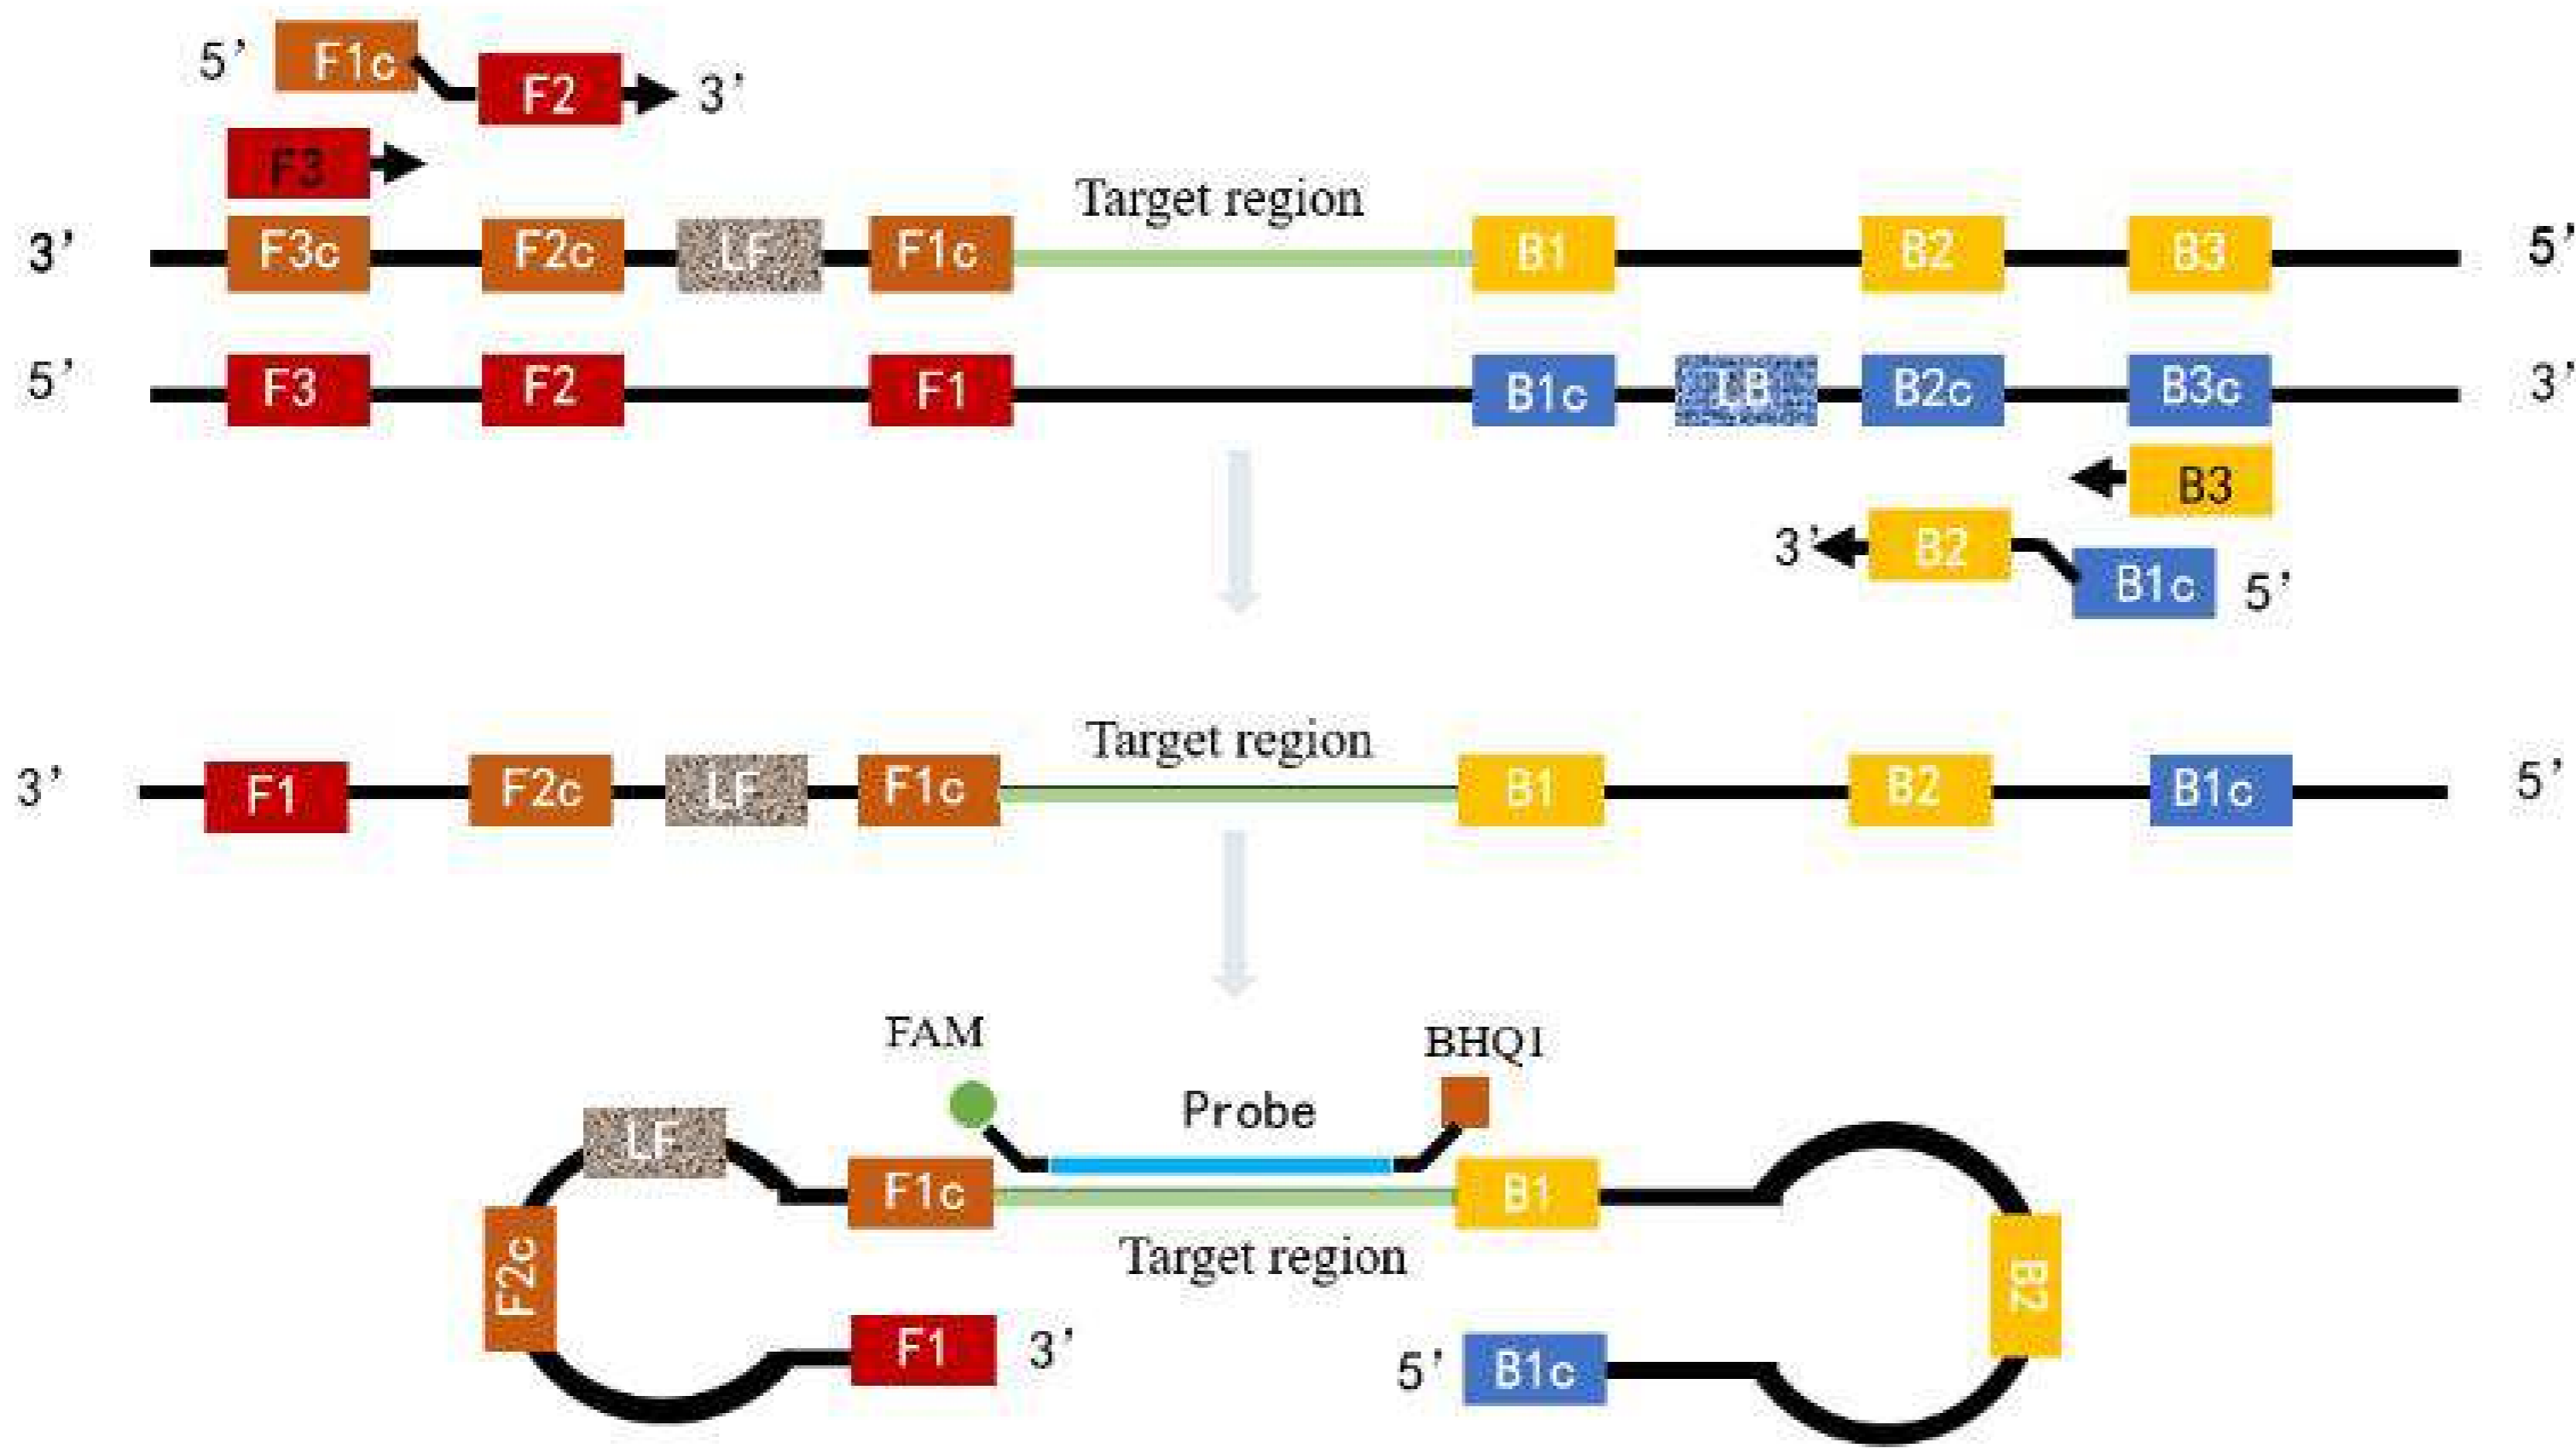 5’ F1c F2 3’
F3
Target region
3’ F3c F2c LF F1c B1 B2 B3 5’
5’ F3 F2 F1 B1c LB B2c B3c 3’
B3
3’ B2 B1c 5’
Target region
3’ F1 F2c LF F1c B1 B2 B1c 5’
FAM BHQ1
Probe
LF
F1c B1
F2c Target region B2
F1 3’ 5’ B1c